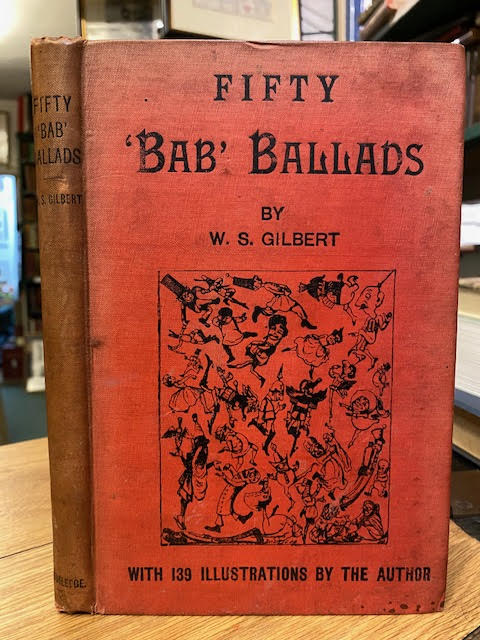 FIFTY
'BAB' BALLADS
BY
W. S. GILBERT
WITH 139 ILLUSTRATIONS BY THE AUTHOR
FIFTY
'BAB'
BALLADS
S. GILBERT